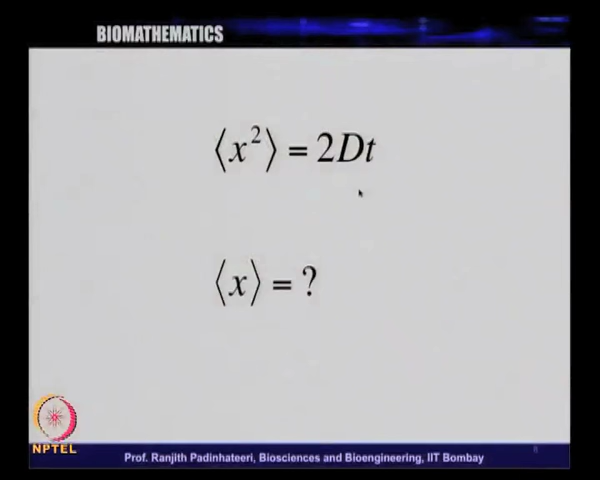 BIOMATHEMATICS
⟨x²⟩ = 2Dt
⟨x⟩ = ?
NPTEL
Prof. Ranjith Padinhateeri, Biosciences and Bioengineering, IIT Bombay